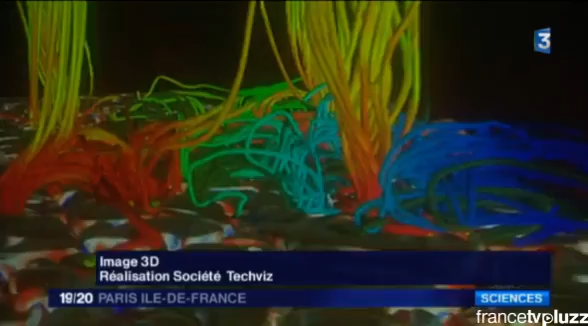 3
Image 3D
Réalisation Société Techviz
19/20 PARIS ILE-DE-FRANCE
SCIENCES
francetvpluzz